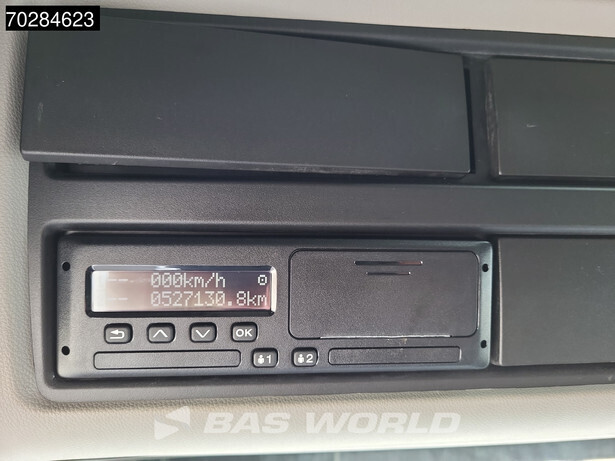 70284623
-- 000km/h
-- 0527130.8km
OK
1 2
BAS WORLD